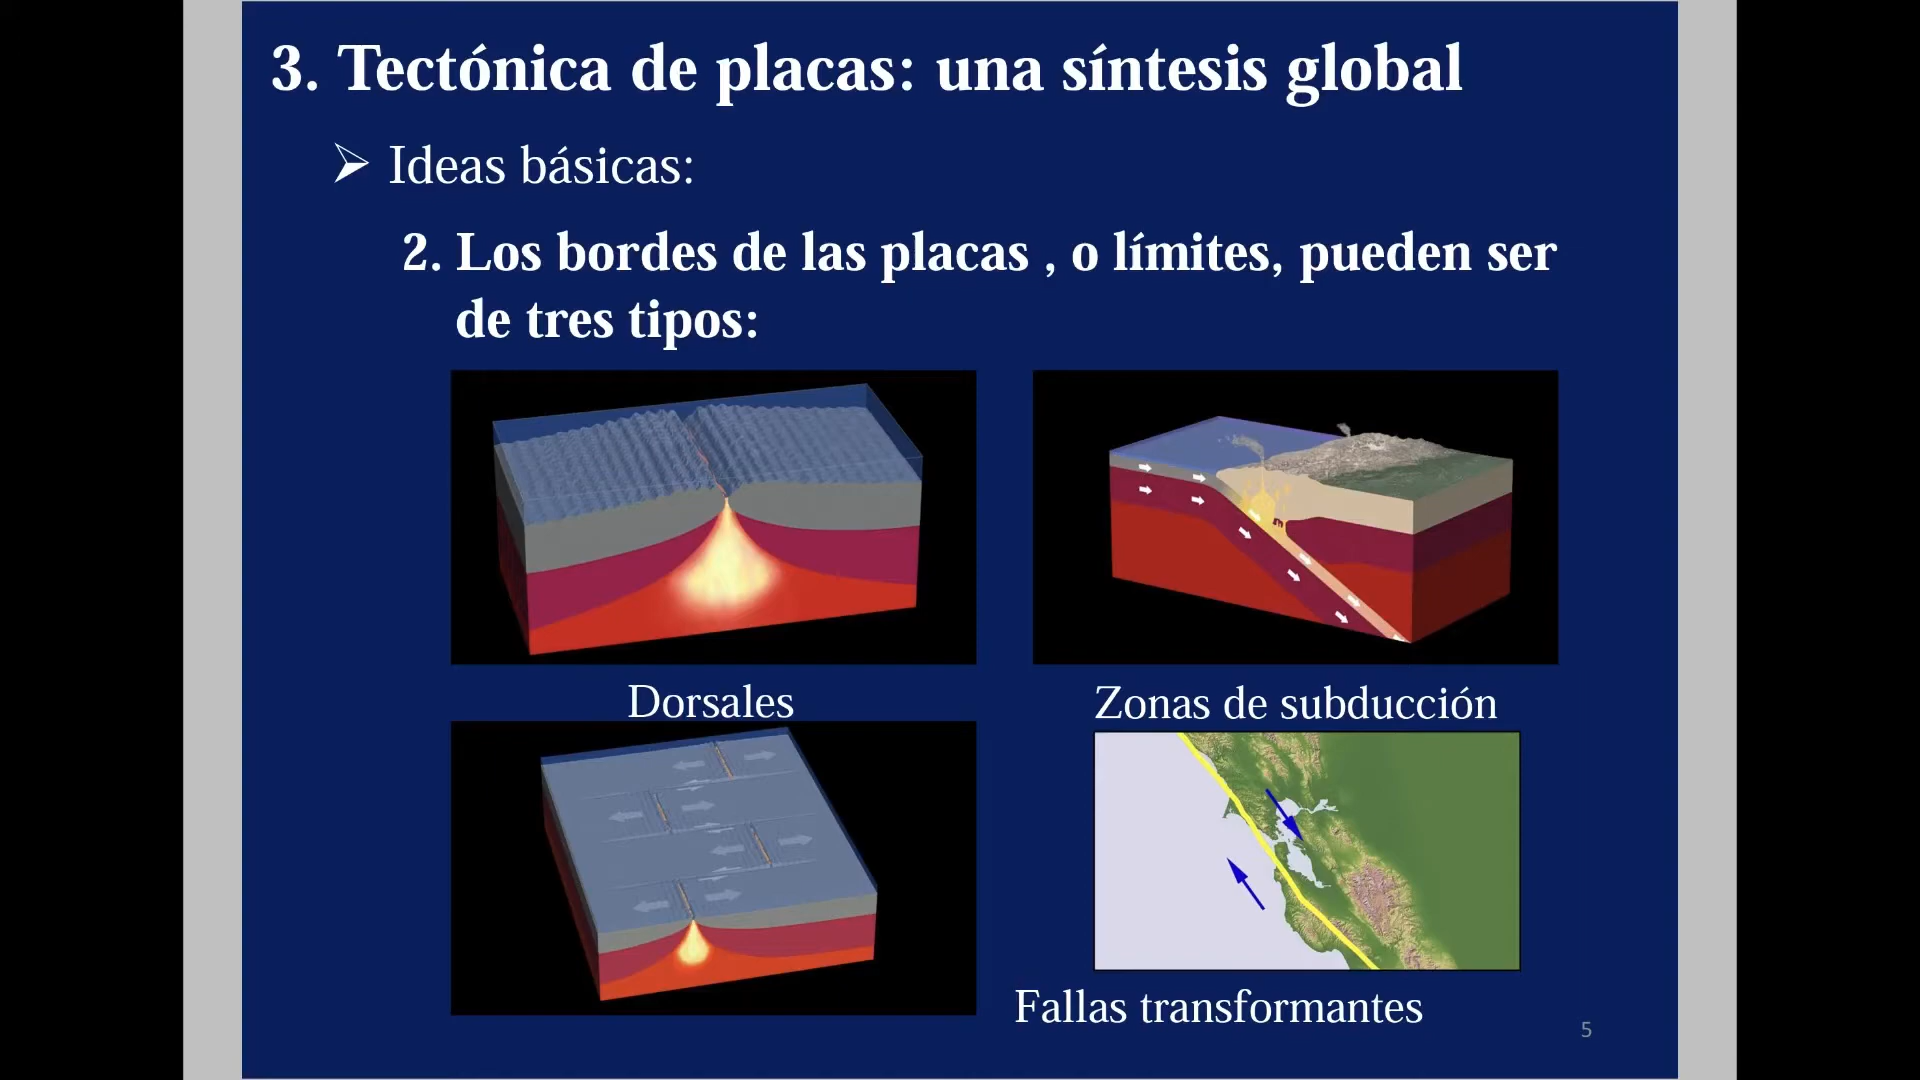 3. Tectónica de placas: una síntesis global
Ideas básicas:
2. Los bordes de las placas , o límites, pueden ser
de tres tipos:
Dorsales
Zonas de subducción
Fallas transformantes
5